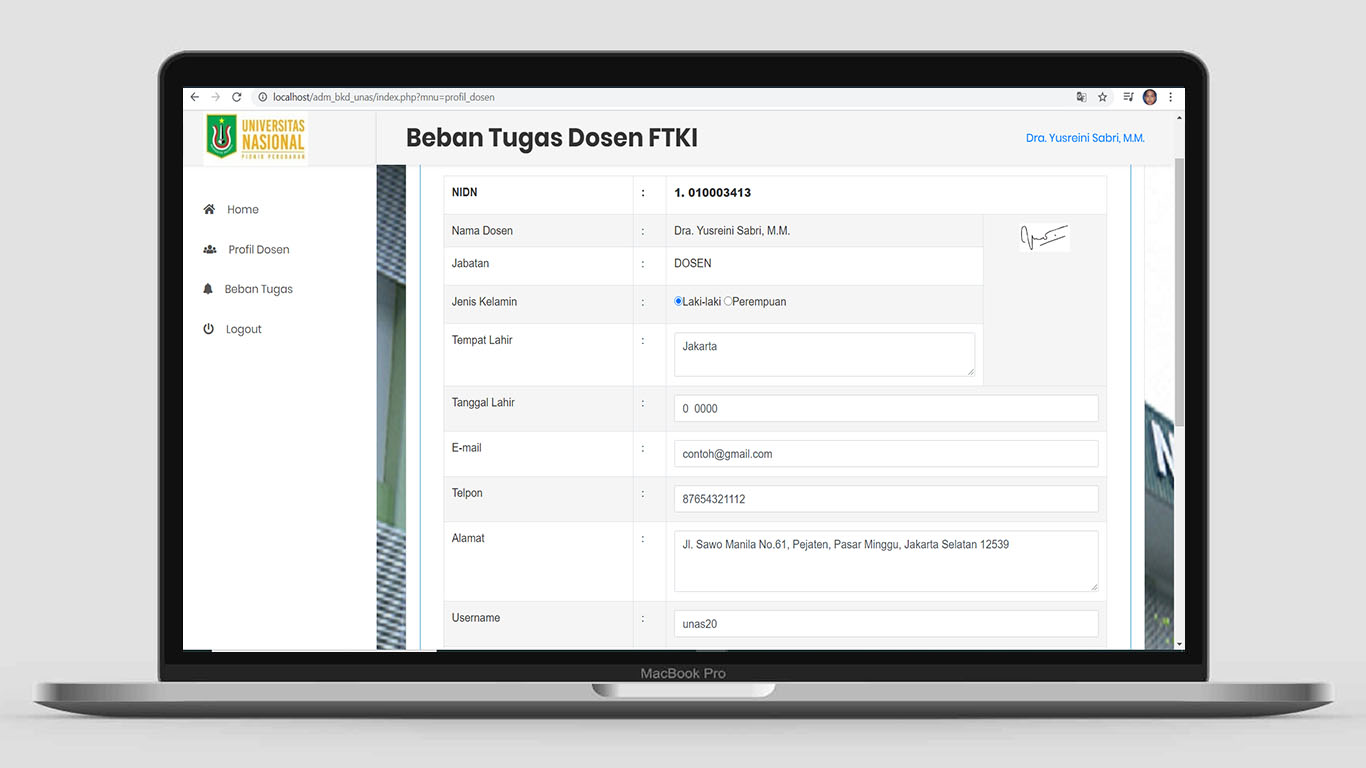 localhost/adm_bkd_unas/index.php?mnu=profil_dosen
UNIVERSITAS
NASIONAL
PIONIR PERUBAHAN
Beban Tugas Dosen FTKI
Dra. Yusreini Sabri, M.M.
Home
Profil Dosen
Beban Tugas
Logout
NIDN : 1. 010003413
Nama Dosen : Dra. Yusreini Sabri, M.M.
Jabatan : DOSEN
Jenis Kelamin : Laki-laki Perempuan
Tempat Lahir : Jakarta
Tanggal Lahir : 0 0000
E-mail : contoh@gmail.com
Telpon : 87654321112
Alamat : Jl. Sawo Manila No.61, Pejaten, Pasar Minggu, Jakarta Selatan 12539
Username : unas20
MacBook Pro